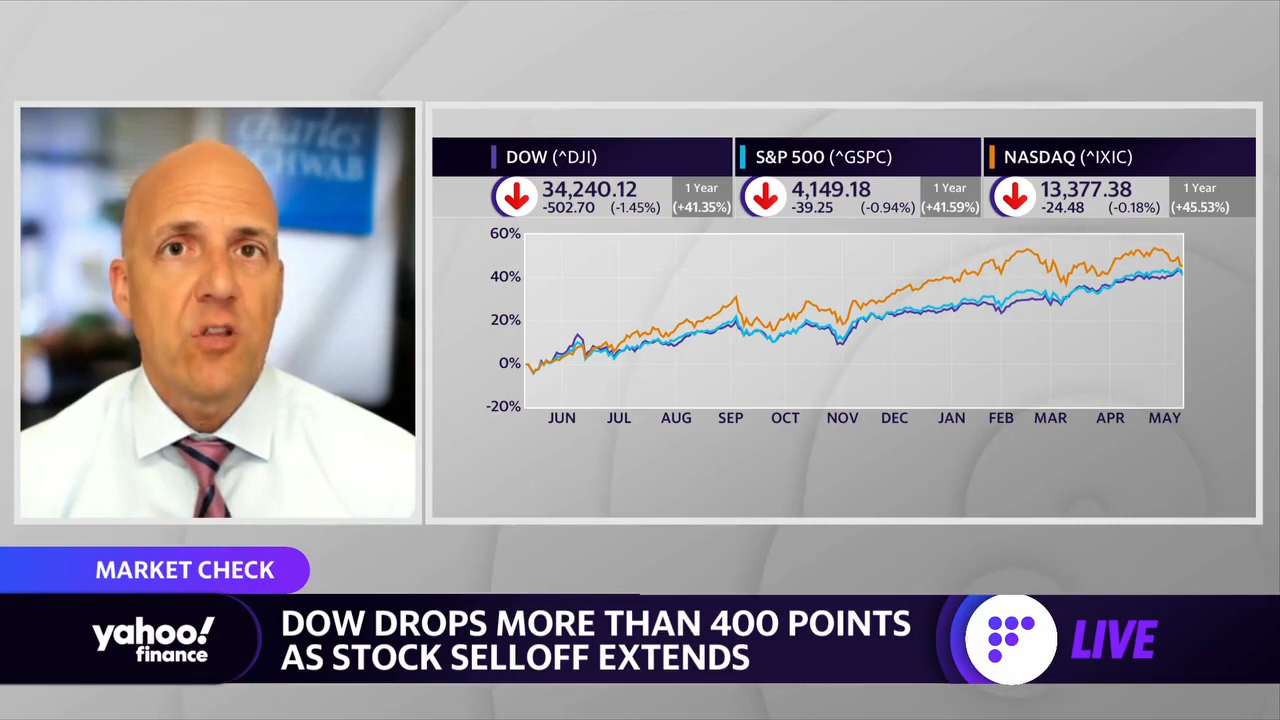 charles
SCHWAB
DOW (^DJI)
34,240.12
-502.70 (-1.45%)
1 Year
(+41.35%)
S&P 500 (^GSPC)
4,149.18
-39.25 (-0.94%)
1 Year
(+41.59%)
NASDAQ (^IXIC)
13,377.38
-24.48 (-0.18%)
1 Year
(+45.53%)
60%
40%
20%
0%
-20%
JUN JUL AUG SEP OCT NOV DEC JAN FEB MAR APR MAY
MARKET CHECK
yahoo!
finance
DOW DROPS MORE THAN 400 POINTS
AS STOCK SELLOFF EXTENDS
LIVE